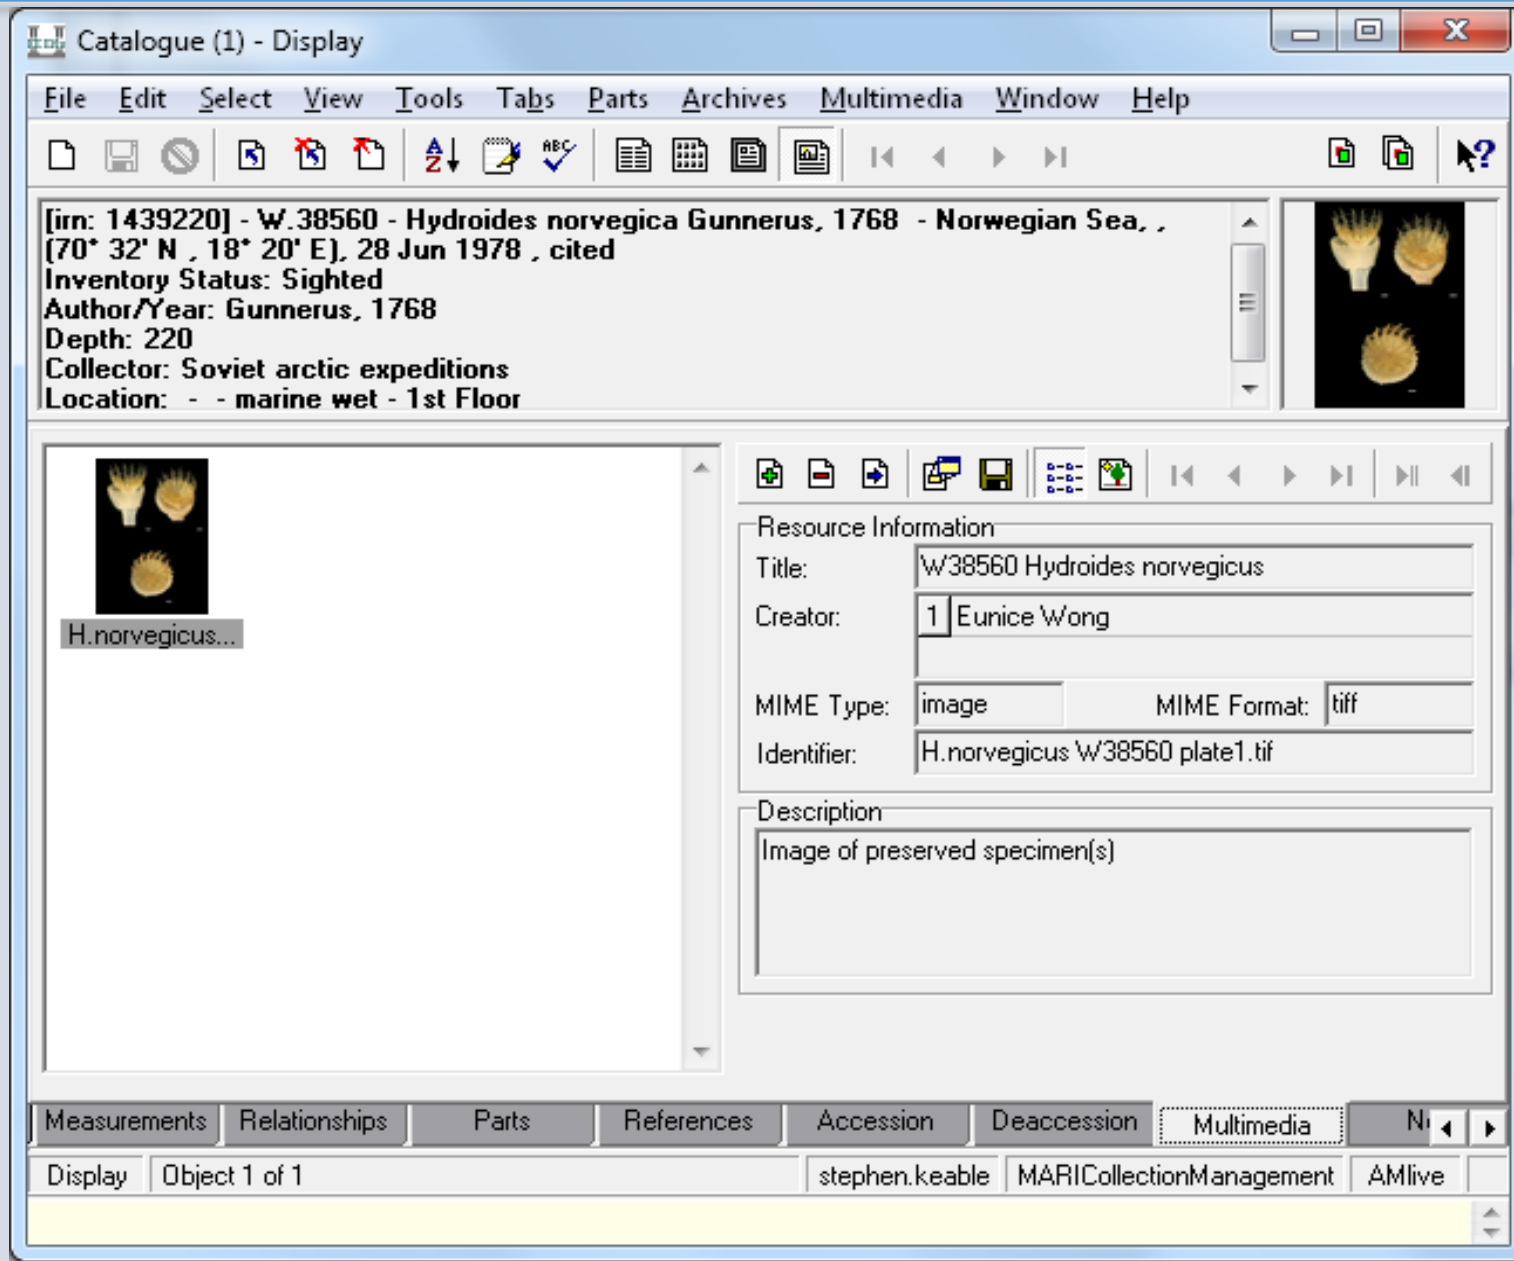 Catalogue (1) - Display
File Edit Select View Tools Tabs Parts Archives Multimedia Window Help
[irn: 1439220] - W.38560 - Hydroides norvegica Gunnerus, 1768 - Norwegian Sea, ,
(70° 32' N , 18° 20' E), 28 Jun 1978 , cited
Inventory Status: Sighted
Author/Year: Gunnerus, 1768
Depth: 220
Collector: Soviet arctic expeditions
Location: - - marine wet - 1st Floor
H.norvegicus...
Resource Information
Title: W38560 Hydroides norvegicus
Creator: 1 Eunice Wong
MIME Type: image MIME Format: tiff
Identifier: H.norvegicus W38560 plate1.tif
Description
Image of preserved specimen(s)
Measurements Relationships Parts References Accession Deaccession Multimedia
Display Object 1 of 1 stephen.keable MARICollectionManagement AMlive